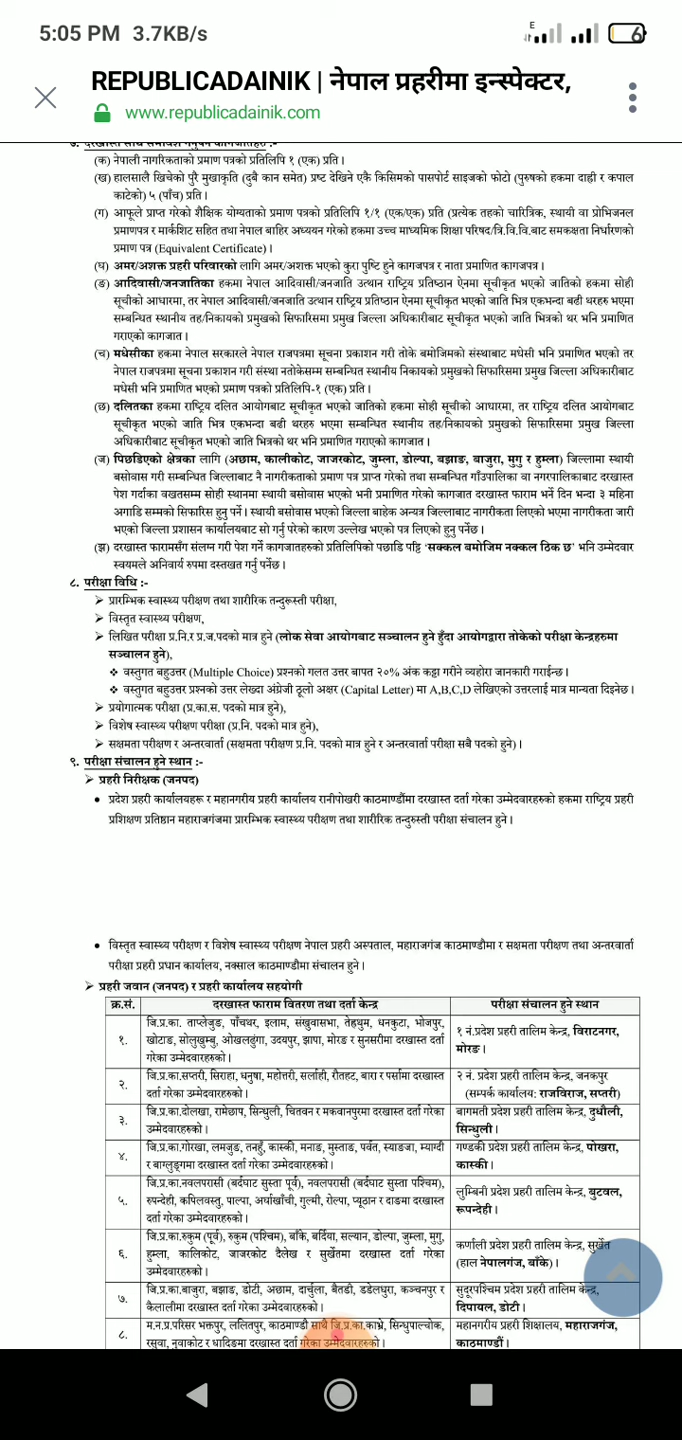 5:05 PM 3.7KB/s
E
6
REPUBLICADAINIK | नेपाल प्रहरीमा इन्स्पेक्टर,
www.republicadainik.com
(क) नेपाली नागरिकताको प्रमाण पत्रको प्रतिलिपि १ (एक) प्रति ।
(ख) हालसालै खिचेको पुरै मुखाकृति (दुबै कान समेत) प्रष्ट देखिने एकै किसिमको पासपोर्ट साइजको फोटो (पुरुषको हकमा दाह्री र कपाल
काटेको) ५ (पाँच) प्रति ।
(ग) आफूले प्राप्त गरेको शैक्षिक योग्यताको प्रमाण पत्रको प्रतिलिपि १/१ (एक/एक) प्रति (प्रत्येक तहको चारित्रिक, स्थायी वा प्रोभिजनल
प्रमाणपत्र र मार्कशिट सहित तथा नेपाल बाहिर अध्ययन गरेको हकमा उच्च माध्यमिक शिक्षा परिषद/त्रि.वि.वि.बाट समकक्षता निर्धारणको
प्रमाण पत्र (Equivalent Certificate) ।
(घ) अमर/अशक्त प्रहरी परिवारको लागि अमर/अशक्त भएको कुरा पुष्टि हुने कागजपत्र र नाता प्रमाणित कागजपत्र ।
(ङ) आदिवासी/जनजातिका हकमा नेपाल आदिवासी/जनजाति उत्थान राष्ट्रिय प्रतिष्ठान ऐनमा सूचीकृत भएको जातिको हकमा सोही
सूचीको आधारमा, तर नेपाल आदिवासी/जनजाति उत्थान राष्ट्रिय प्रतिष्ठान ऐनमा सूचीकृत भएको जाति भित्र एकभन्दा बढी थरहरु भएमा
सम्बन्धित स्थानीय तह/निकायको प्रमुखको सिफारिसमा प्रमुख जिल्ला अधिकारीबाट सूचीकृत भएको जाति भित्रको थर भनि प्रमाणित
गराएको कागजात ।
(च) मधेसीका हकमा नेपाल सरकारले नेपाल राजपत्रमा सूचना प्रकाशन गरी तोके बमोजिमको संस्थाबाट मधेसी भनि प्रमाणित भएको तर
नेपाल राजपत्रमा सूचना प्रकाशन गरी संस्था नतोकेसम्म सम्बन्धित स्थानीय निकायको प्रमुखको सिफारिसमा प्रमुख जिल्ला अधिकारीबाट
मधेसी भनि प्रमाणित भएको प्रमाण पत्रको प्रतिलिपि-१ (एक) प्रति ।
(छ) दलितका हकमा राष्ट्रिय दलित आयोगबाट सूचीकृत भएको जातिको हकमा सोही सूचीको आधारमा, तर राष्ट्रिय दलित आयोगबाट
सूचीकृत भएको जाति भित्र एकभन्दा बढी थरहरु भएमा सम्बन्धित स्थानीय तह/निकायको प्रमुखको सिफारिसमा प्रमुख जिल्ला
अधिकारीबाट सूचीकृत भएको जाति भित्रको थर भनि प्रमाणित गराएको कागजात ।
(ज) पिछडिएको क्षेत्रका लागि (अछाम, कालीकोट, जाजरकोट, जुम्ला, डोल्पा, बझाङ, बाजुरा, मुगु र हुम्ला) जिल्लामा स्थायी
बसोवास गरी सम्बन्धित जिल्लाबाट नै नागरिकताको प्रमाण पत्र प्राप्त गरेको तथा सम्बन्धित गाँउपालिका वा नगरपालिकाबाट दरखास्त
पेश गर्दाका वखतसम्म सोही स्थानमा स्थायी बसोवास भएको भनी प्रमाणित गरेको कागजात दरखास्त फाराम भर्ने दिन भन्दा ३ महिना
अगाडि सम्मको सिफारिस हुनु पर्ने । स्थायी बसोवास भएको जिल्ला बाहेक अन्यत्र जिल्लाबाट नागरीकता लिएको भएमा नागरीकता जारी
भएको जिल्ला प्रशासन कार्यालयबाट सो गर्नु परेको कारण उल्लेख भएको पत्र लिएको हुनु पर्नेछ ।
(झ) दरखास्त फारामसँग संलग्न गरी पेश गर्ने कागजातहरुको प्रतिलिपिको पछाडि पट्टि 'सक्कल बमोजिम नक्कल ठिक छ' भनि उम्मेदवार
स्वयमले अनिवार्य रुपमा दस्तखत गर्नु पर्नेछ ।
८. परीक्षा विधि :-
➢ प्रारम्भिक स्वास्थ्य परीक्षण तथा शारीरिक तन्दुरूस्ती परीक्षा,
➢ विस्तृत स्वास्थ्य परीक्षण,
➢ लिखित परीक्षा प्र.नि.र प्र.ज.पदको मात्र हुने (लोक सेवा आयोगबाट सञ्चालन हुने हुँदा आयोगद्वारा तोकेको परीक्षा केन्द्रहरुमा
सञ्चालन हुने),
❖ वस्तुगत बहुउत्तर (Multiple Choice) प्रश्नको गलत उत्तर बापत २०% अंक कट्टा गरीने व्यहोरा जानकारी गराईन्छ ।
❖ वस्तुगत बहुउत्तर प्रश्नको उत्तर लेख्दा अंग्रेजी ठूलो अक्षर (Capital Letter) मा A,B,C,D लेखिएको उत्तरलाई मात्र मान्यता दिइनेछ ।
➢ प्रयोगात्मक परीक्षा (प्र.का.स. पदको मात्र हुने),
➢ विशेष स्वास्थ्य परीक्षण परीक्षा (प्र.नि. पदको मात्र हुने),
➢ सक्षमता परीक्षण र अन्तरवार्ता (सक्षमता परीक्षण प्र.नि. पदको मात्र हुने र अन्तरवार्ता परीक्षा सबै पदको हुने) ।
९. परीक्षा संचालन हुने स्थान :-
➢ प्रहरी निरीक्षक (जनपद)
• प्रदेश प्रहरी कार्यालयहरू र महानगरीय प्रहरी कार्यालय रानीपोखरी काठमाण्डौंमा दरखास्त दर्ता गरेका उम्मेदवारहरुको हकमा राष्ट्रिय प्रहरी
प्रशिक्षण प्रतिष्ठान महाराजगंजमा प्रारम्भिक स्वास्थ्य परीक्षण तथा शारीरिक तन्दुरुस्ती परीक्षा संचालन हुने ।
• विस्तृत स्वास्थ्य परीक्षण र विशेष स्वास्थ्य परीक्षण नेपाल प्रहरी अस्पताल, महाराजगंज काठमाण्डौमा र सक्षमता परीक्षण तथा अन्तरवार्ता
परीक्षा प्रहरी प्रधान कार्यालय, नक्साल काठमाण्डौमा संचालन हुने ।
➢ प्रहरी जवान (जनपद) र प्रहरी कार्यालय सहयोगी
क्र.सं. दरखास्त फाराम वितरण तथा दर्ता केन्द्र परीक्षा संचालन हुने स्थान
१. जि.प्र.का. ताप्लेजुङ, पाँचथर, इलाम, संखुवासभा, तेह्रथुम, धनकुटा, भोजपुर,
खोटाङ, सोलुखुम्बु, ओखलढुंगा, उदयपुर, झापा, मोरङ र सुनसरीमा दरखास्त दर्ता
गरेका उम्मेदवारहरुको ।
१ नं.प्रदेश प्रहरी तालिम केन्द्र, विराटनगर,
मोरङ ।
२. जि.प्र.का.सप्तरी, सिराहा, धनुषा, महोत्तरी, सर्लाही, रौतहट, बारा र पर्सामा दरखास्त
दर्ता गरेका उम्मेदवारहरुको ।
२ नं. प्रदेश प्रहरी तालिम केन्द्र, जनकपुर
(सम्पर्क कार्यालय: राजविराज, सप्तरी)
३. जि.प्र.का.दोलखा, रामेछाप, सिन्धुली, चितवन र मकवानपुरमा दरखास्त दर्ता गरेका
उम्मेदवारहरुको ।
बागमती प्रदेश प्रहरी तालिम केन्द्र, दुधौली,
सिन्धुली ।
४. जि.प्र.का.गोरखा, लमजुङ, तनहुँ, कास्की, मनाङ, मुस्ताङ, पर्वत, स्याङजा, म्याग्दी
र बाग्लुङ्गमा दरखास्त दर्ता गरेका उम्मेदवारहरुको ।
गण्डकी प्रदेश प्रहरी तालिम केन्द्र, पोखरा,
कास्की ।
५. जि.प्र.का.नवलपरासी (बर्दघाट सुस्ता पूर्व), नवलपरासी (बर्दघाट सुस्ता पश्चिम),
रुपन्देही, कपिलवस्तु, पाल्पा, अर्घाखाँची, गुल्मी, रोल्पा, प्यूठान र दाङमा दरखास्त
दर्ता गरेका उम्मेदवारहरुको ।
लुम्बिनी प्रदेश प्रहरी तालिम केन्द्र, बुटवल,
रूपन्देही ।
६. जि.प्र.का.रुकुम (पूर्व), रुकुम (पश्चिम), बाँके, बर्दिया, सल्यान, डोल्पा, जुम्ला, मुगु,
हुम्ला, कालिकोट, जाजरकोट दैलेख र सुर्खेतमा दरखास्त दर्ता गरेका
उम्मेदवारहरुको ।
कर्णाली प्रदेश प्रहरी तालिम केन्द्र, सुर्खेत
(हाल नेपालगंज, बाँके) ।
७. जि.प्र.का.बाजुरा, बझाङ, डोटी, अछाम, दार्चुला, बैतडी, डडेलधुरा, कञ्चनपुर र
कैलालीमा दरखास्त दर्ता गरेका उम्मेदवारहरुको ।
सुदूरपश्चिम प्रदेश प्रहरी तालिम केन्द्र,
दिपायल, डोटी ।
८. म.न.प्र.परिसर भक्तपुर, ललितपुर, काठमाण्डौ साथै जि.प्र.का.काभ्रे, सिन्धुपाल्चोक,
रसुवा, नुवाकोट र धादिङमा दरखास्त दर्ता गरेका उम्मेदवारहरुको ।
महानगरीय प्रहरी शिक्षालय, महाराजगंज,
काठमाण्डौं ।